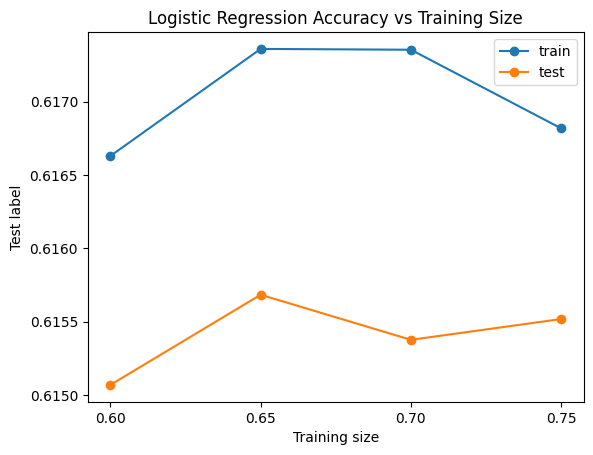 Logistic Regression Accuracy vs Training Size
train
test
0.6170
0.6165
0.6160
0.6155
0.6150
Test label
0.60
0.65
0.70
0.75
Training size